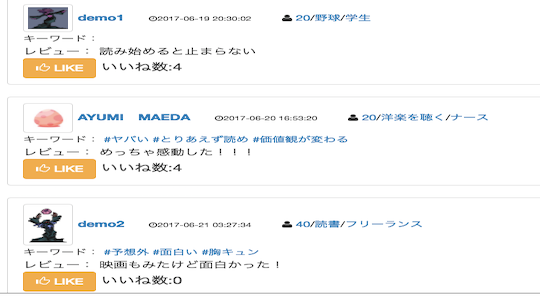 demo1 2017-06-19 20:30:02 20/野球/学生
キーワード：
レビュー： 読み始めると止まらない
LIKE いいね数:4
AYUMI MAEDA 2017-06-20 16:53:20 20/洋楽を聴く/ナース
キーワード： #ヤバい #とりあえず読め #価値観が変わる
レビュー： めっちゃ感動した！！！
LIKE いいね数:4
demo2 2017-06-21 03:27:34 40/読書/フリーランス
キーワード： #予想外 #面白い #胸キュン
レビュー： 映画もみたけど面白かった！
LIKE いいね数:0